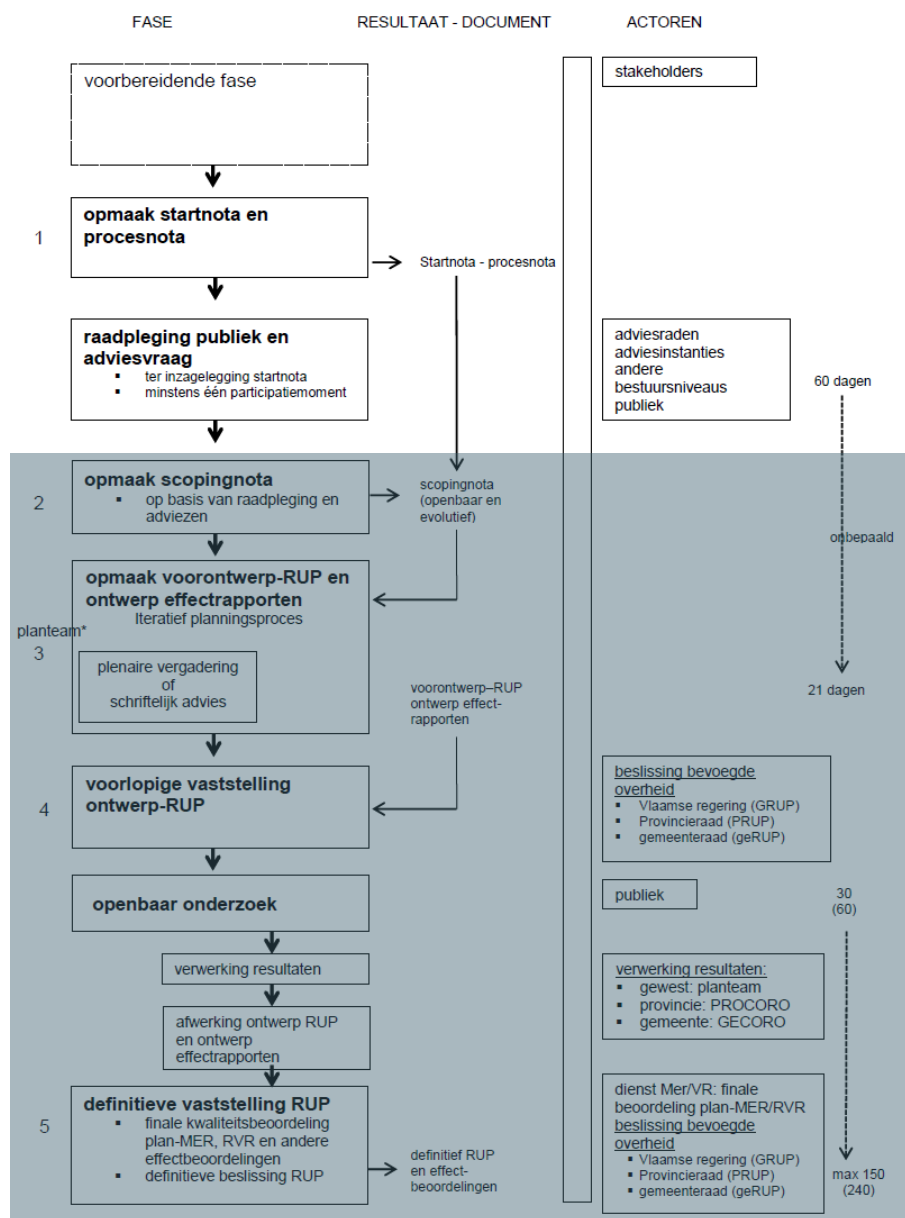 FASE
RESULTAAT - DOCUMENT
ACTOREN
voorbereidende fase
stakeholders
1
opmaak startnota en
procesnota
Startnota - procesnota
raadpleging publiek en
adviesvraag
▪ ter inzagelegging startnota
▪ minstens één participatiemoment
adviesraden
adviesinstanties
andere
bestuursniveaus
publiek
60 dagen
2
opmaak scopingnota
▪ op basis van raadpleging en
adviezen
scopingnota
(openbaar en
evolutief)
onbepaald
opmaak voorontwerp-RUP en
ontwerp effectrapporten
Iteratief planningsproces
planteam*
3
plenaire vergadering
of
schriftelijk advies
voorontwerp–RUP
ontwerp effect-
rapporten
21 dagen
4
voorlopige vaststelling
ontwerp-RUP
beslissing bevoegde
overheid
▪ Vlaamse regering (GRUP)
▪ Provincieraad (PRUP)
▪ gemeenteraad (geRUP)
openbaar onderzoek
publiek
30
(60)
verwerking resultaten
verwerking resultaten:
▪ gewest: planteam
▪ provincie: PROCORO
▪ gemeente: GECORO
afwerking ontwerp RUP
en ontwerp
effectrapporten
5
definitieve vaststelling RUP
▪ finale kwaliteitsbeordeling
plan-MER, RVR en andere
effectbeordelingen
▪ definitieve beslissing RUP
definitief RUP
en effect-
beoordelingen
dienst Mer/VR: finale
beoordeling plan-MER/RVR
beslissing bevoegde
overheid
▪ Vlaamse regering (GRUP)
▪ Provincieraad (PRUP)
▪ gemeenteraad (geRUP)
max 150
(240)